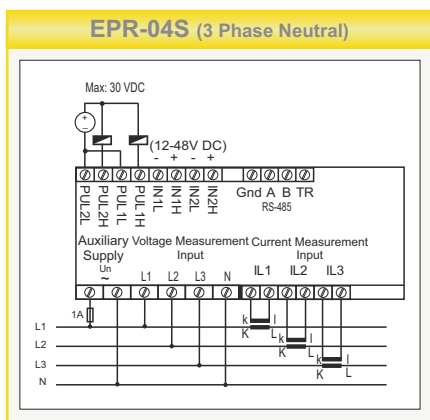 EPR-04S (3 Phase Neutral)
Max: 30 VDC
+
−
(12-48V DC)
- + - +
PUL2L PUL2H PUL1L PUL1H IN1L IN1H IN2L IN2H
Gnd A B TR
RS-485
Auxiliary Supply
Voltage Measurement Input
Current Measurement Input
Un
~
L1 L2 L3 N
IL1 IL2 IL3
1A
L1
L2
L3
N
k l
K L
k l
K L
k l
K L